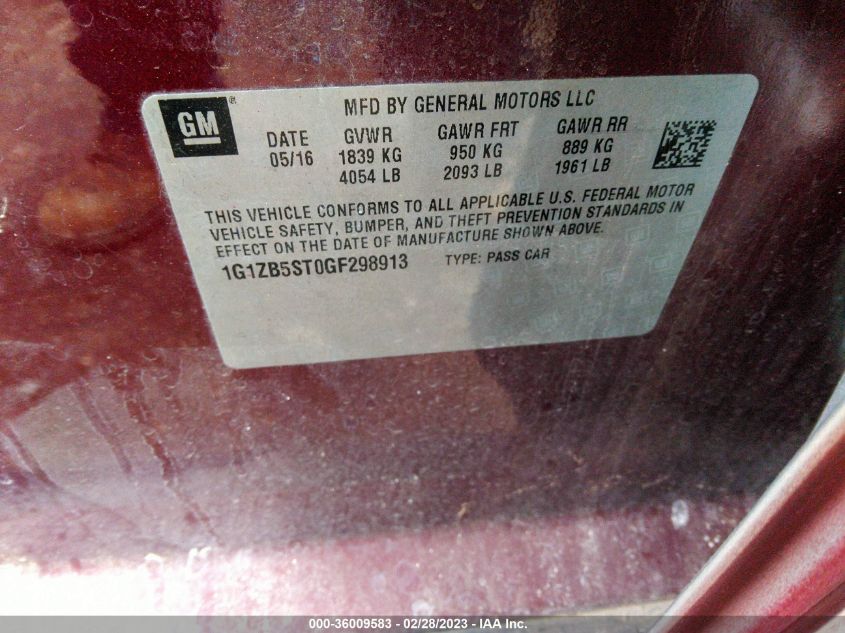 GM®
MFD BY GENERAL MOTORS LLC
DATE GVWR GAWR FRT GAWR RR
05/16 1839 KG 950 KG 889 KG
4054 LB 2093 LB 1961 LB
THIS VEHICLE CONFORMS TO ALL APPLICABLE U.S. FEDERAL MOTOR
VEHICLE SAFETY, BUMPER, AND THEFT PREVENTION STANDARDS IN
EFFECT ON THE DATE OF MANUFACTURE SHOWN ABOVE.
1G1ZB5ST0GF298913 TYPE: PASS CAR
000-36009583 - 02/28/2023 - IAA Inc.